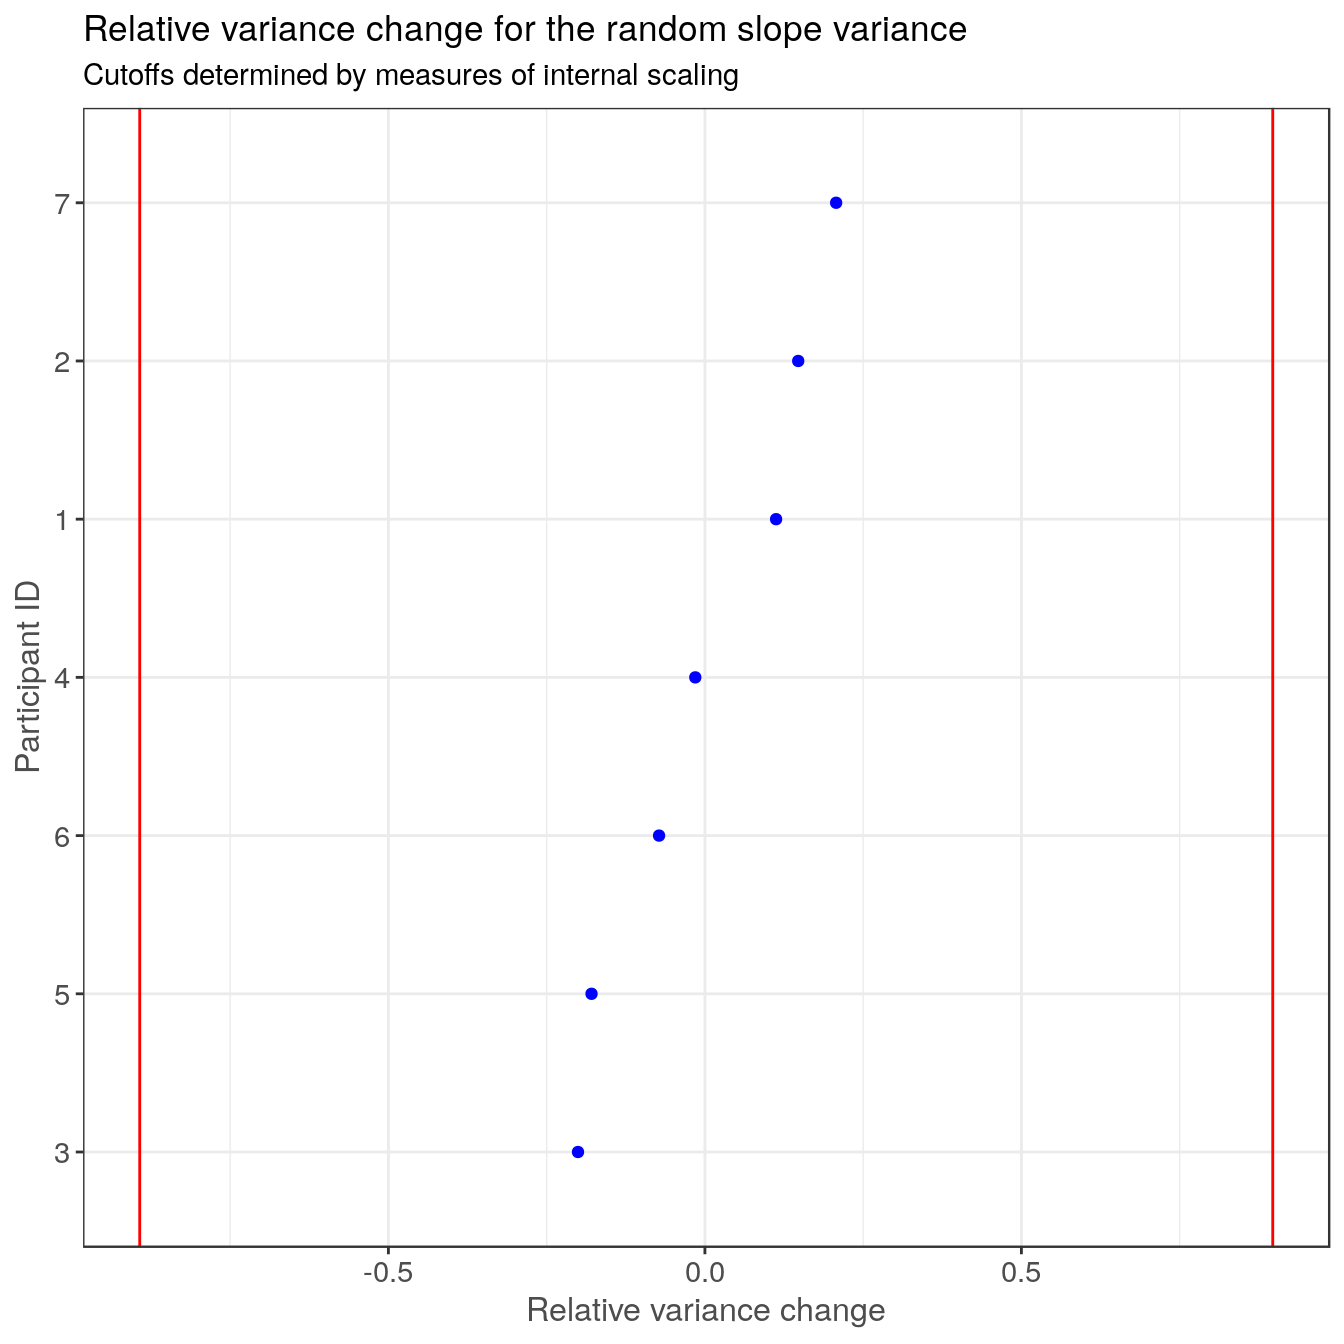 Relative variance change for the random slope variance
Cutoffs determined by measures of internal scaling
Participant ID
7
2
1
4
6
5
3
-0.5 0.0 0.5
Relative variance change